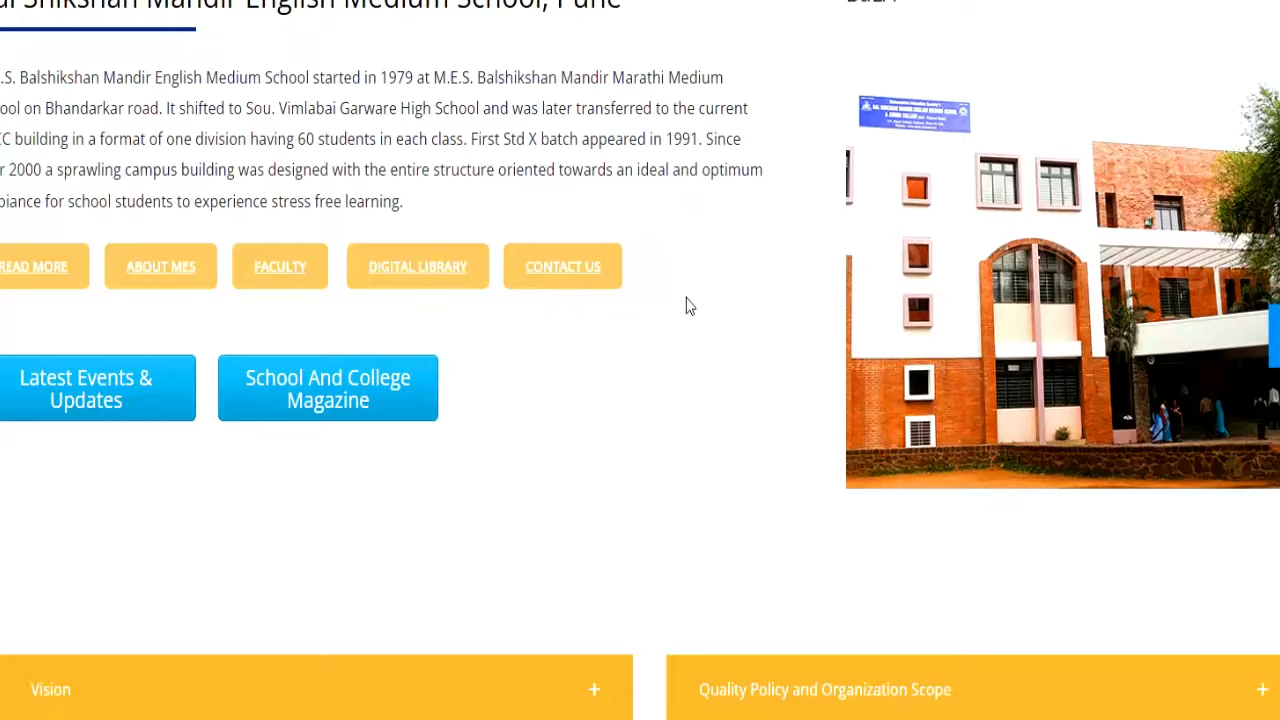 Shikshan Mandir English Medium School, Pune
.S. Balshikshan Mandir English Medium School started in 1979 at M.E.S. Balshikshan Mandir Marathi Medium
ool on Bhandarkar road. It shifted to Sou. Vimlabai Garware High School and was later transferred to the current
CC building in a format of one division having 60 students in each class. First Std X batch appeared in 1991. Since
r 2000 a sprawling campus building was designed with the entire structure oriented towards an ideal and optimum
biance for school students to experience stress free learning.
READ MORE ABOUT MES FACULTY DIGITAL LIBRARY CONTACT US
Latest Events &
Updates
School And College
Magazine
Vision +
Quality Policy and Organization Scope +